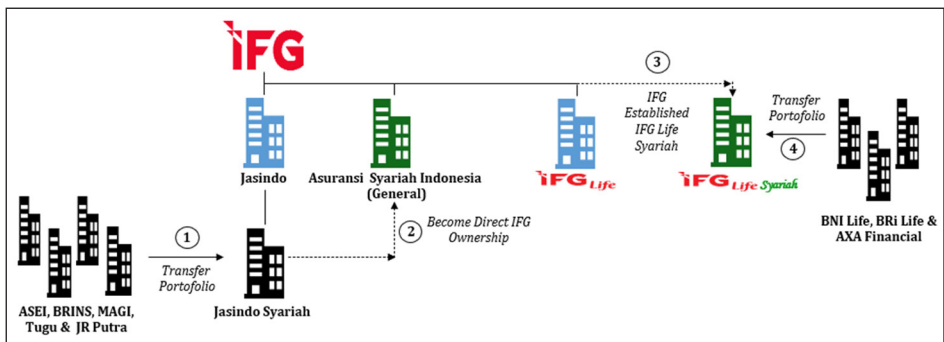 IFG
3
IFG
Established
IFG Life
Syariah
Transfer
Portofolio
4
Jasindo
Asuransi Syariah Indonesia
(General)
IFG Life
IFG Life Syariah
BNI Life, BRi Life &
AXA Financial
1
Transfer
Portofolio
2
Become Direct IFG
Ownership
ASEI, BRINS, MAGI,
Tugu & JR Putra
Jasindo Syariah